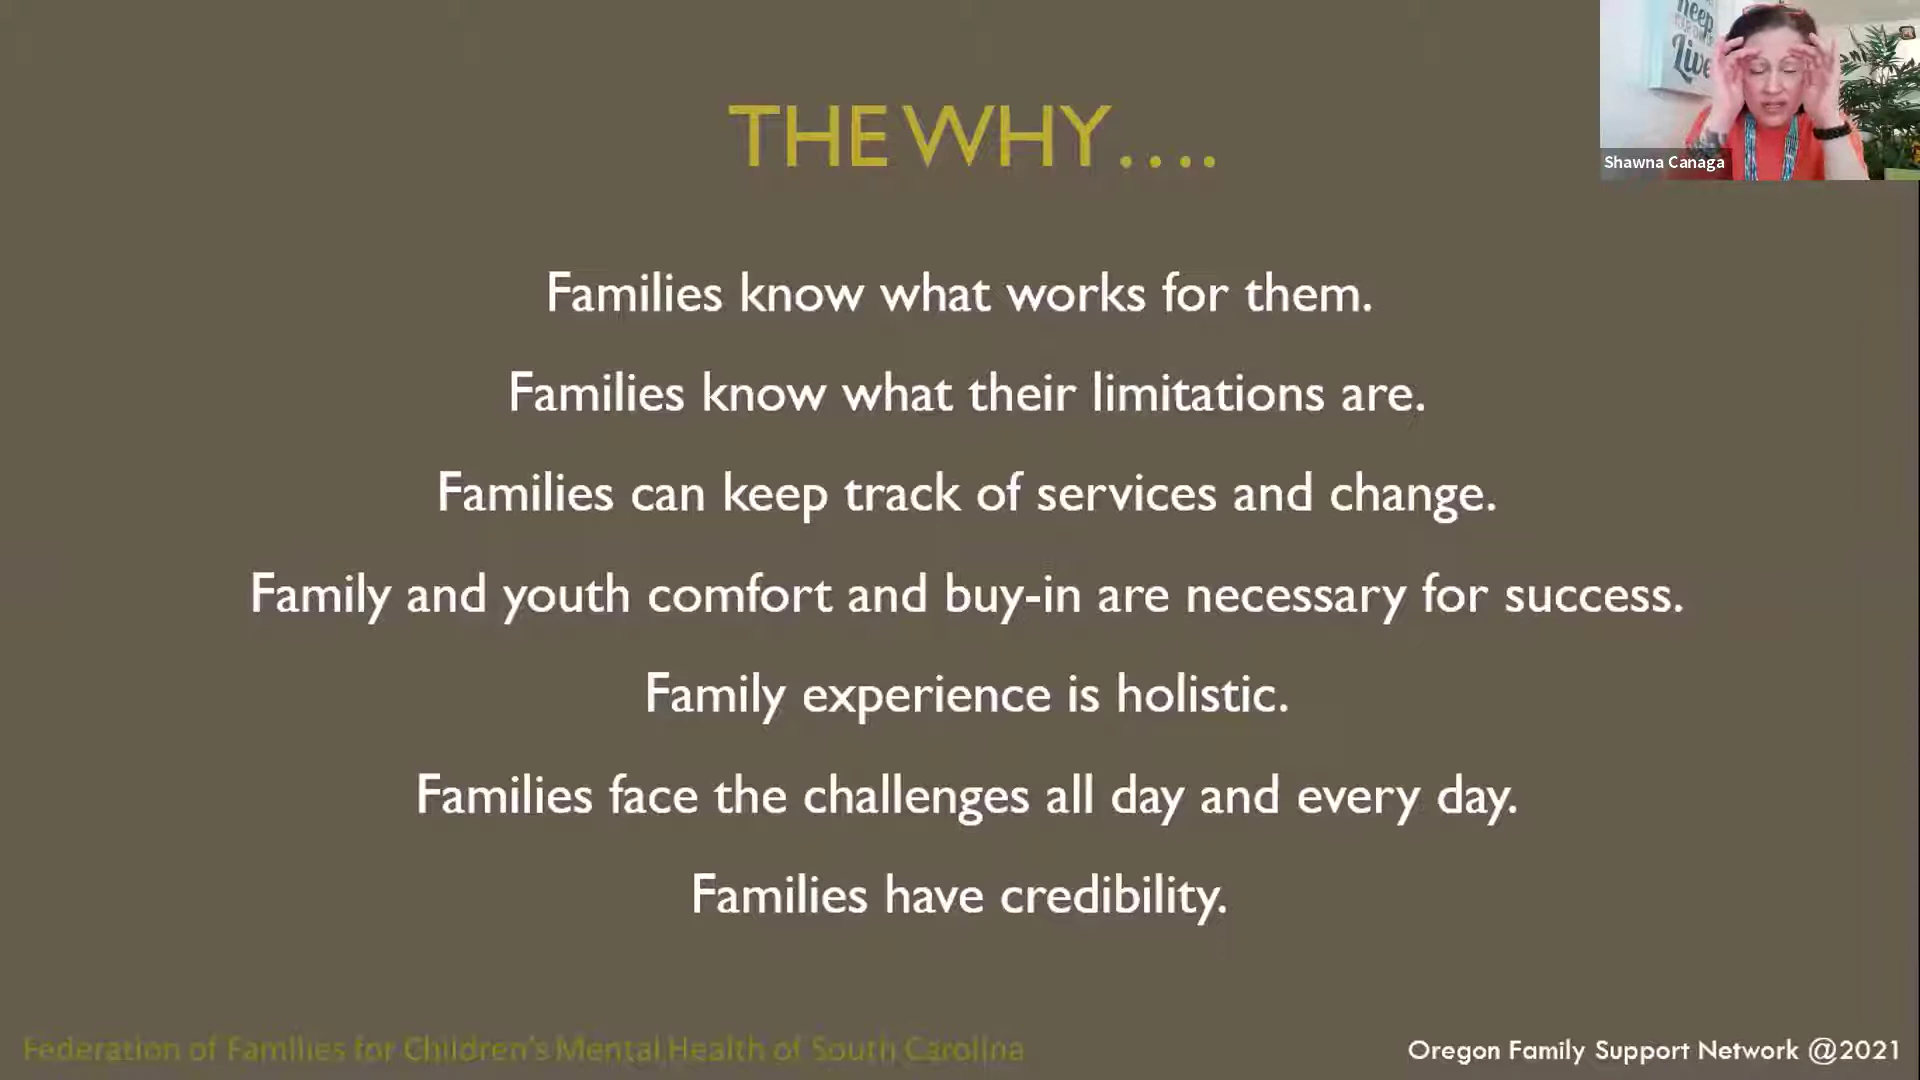 THE WHY....
Families know what works for them.
Families know what their limitations are.
Families can keep track of services and change.
Family and youth comfort and buy-in are necessary for success.
Family experience is holistic.
Families face the challenges all day and every day.
Families have credibility.
Federation of Families for Children's Mental Health of South Carolina
Oregon Family Support Network @2021
Shawna Canaga
keep
Live